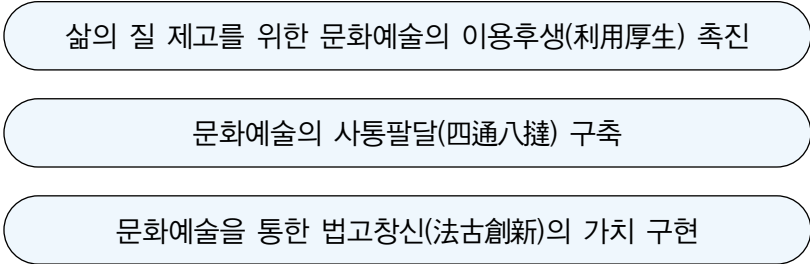 삶의 질 제고를 위한 문화예술의 이용후생(利用厚生) 촉진
문화예술의 사통팔달(四通八撻) 구축
문화예술을 통한 법고창신(法古創新)의 가치 구현